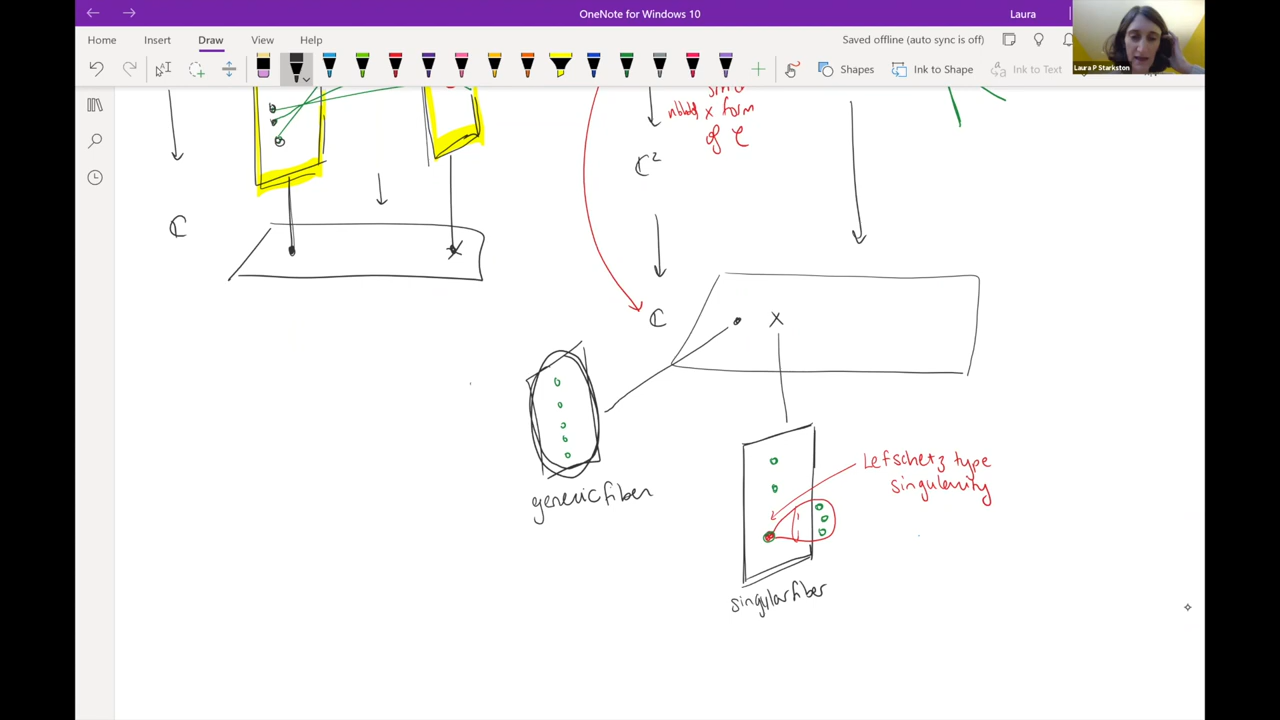 OneNote for Windows 10
Laura
Home
Insert
Draw
View
Help
Saved offline (auto sync is off)
Shapes
Ink to Shape
Ink to Text
Laura P Starkston
nbhd x form
of C
ℂ²
ℂ
ℂ
x
generic fiber
Lefschetz type
singularity
singular fiber